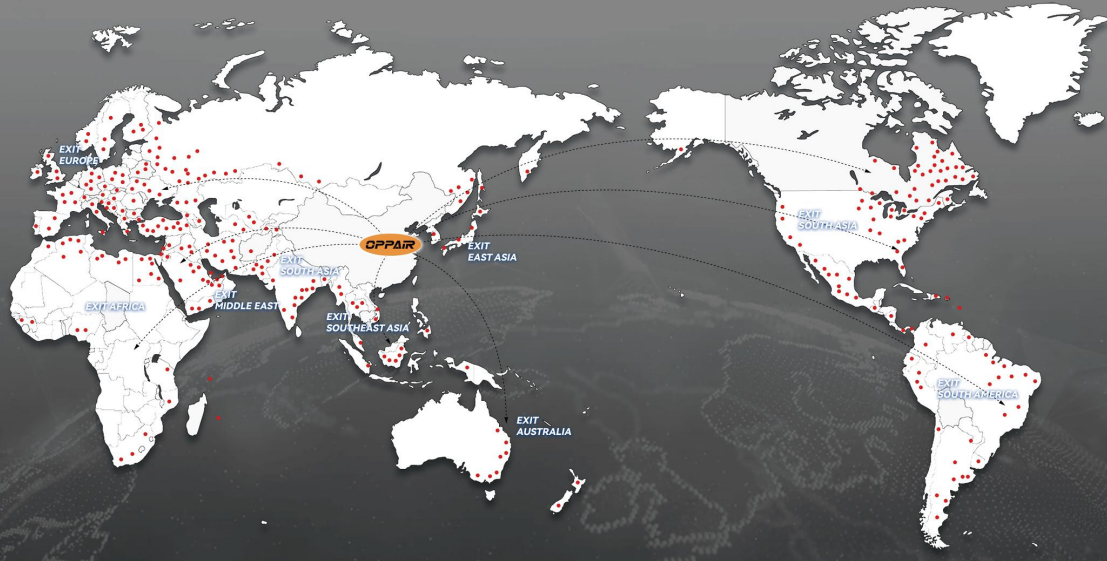 EXIT
EUROPE
EXIT
SOUTH ASIA
OPPAIR
EXIT
EAST ASIA
EXIT
SOUTH ASIA
EXIT AFRICA
EXIT
MIDDLE EAST
EXIT
SOUTHEAST ASIA
EXIT
SOUTH AMERICA
EXIT
AUSTRALIA